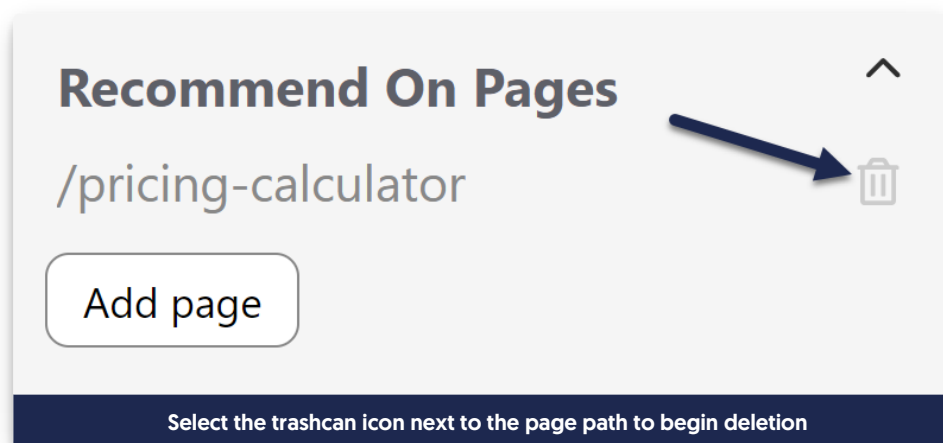 Recommend On Pages
/pricing-calculator
Add page
Select the trashcan icon next to the page path to begin deletion